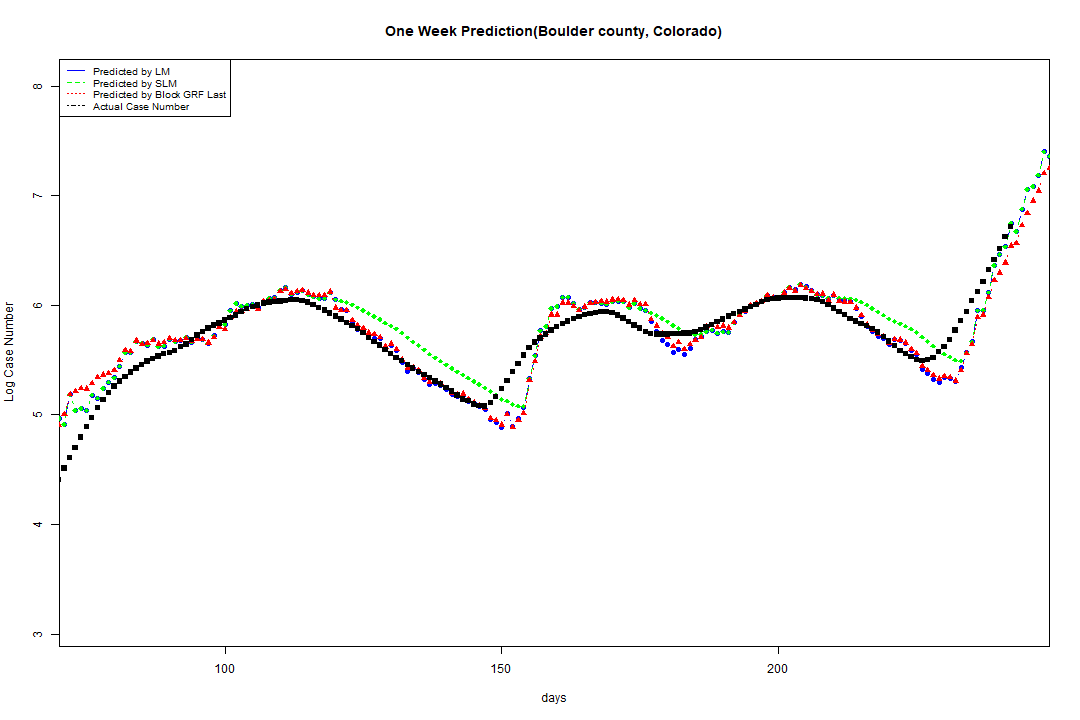 One Week Prediction(Boulder county, Colorado)
Predicted by LM
Predicted by SLM
Predicted by Block GRF Last
Actual Case Number
8
7
6
5
4
3
Log Case Number
100 150 200
days